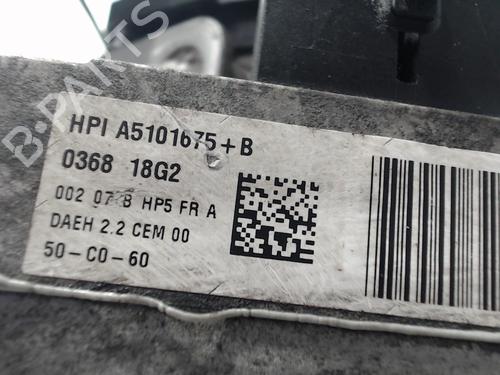 B-PARTS
HPI A5101675+B
0368 18G2
002 07 B HP5 FR A
DAEH 2.2 CEM 00
50-C0-60